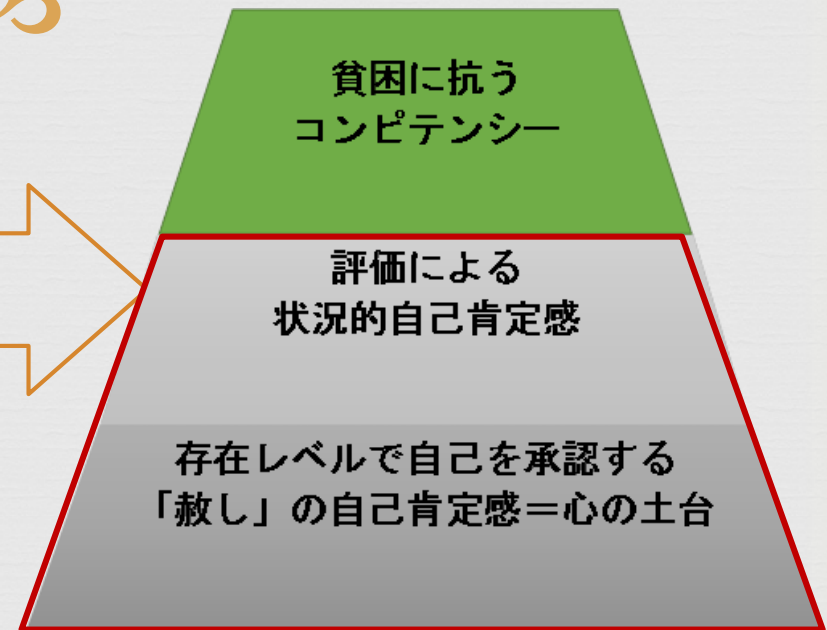 貧困に抗う
コンピテンシー
評価による
状況的自己肯定感
存在レベルで自己を承認する
「赦し」の自己肯定感＝心の土台